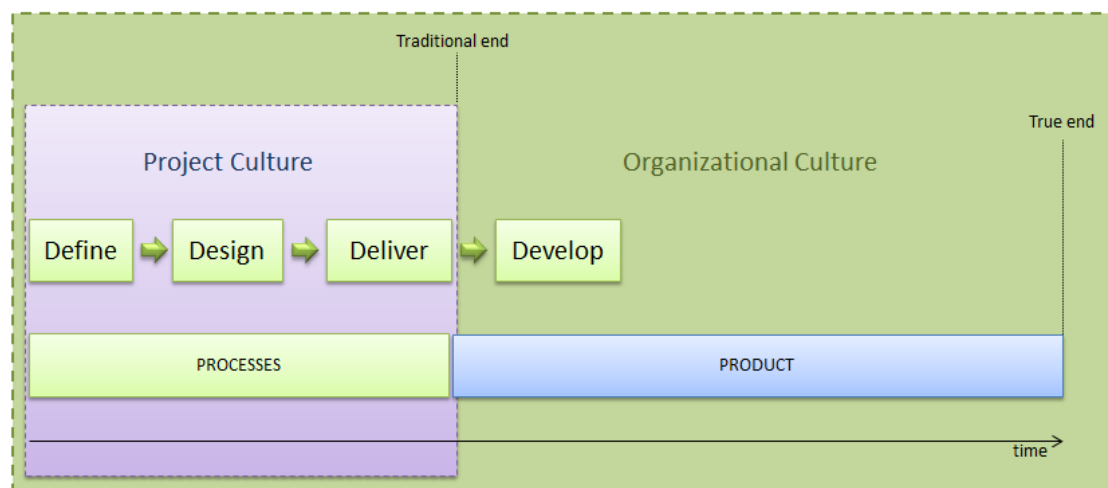 Traditional end
True end
Project Culture
Organizational Culture
Define
Design
Deliver
Develop
PROCESSES
PRODUCT
time